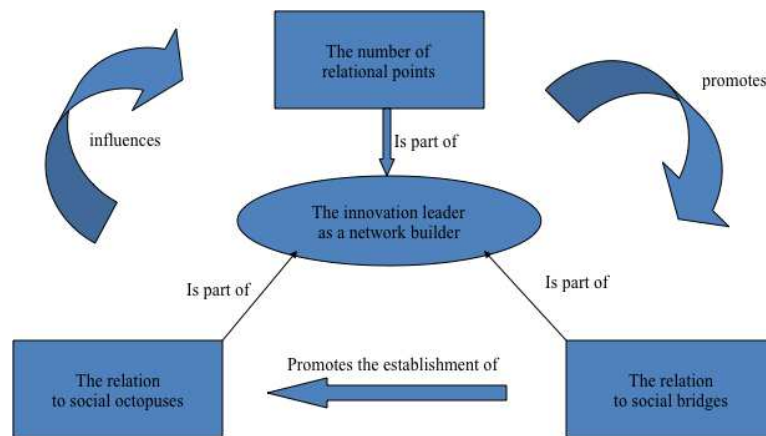 The number of
relational points
promotes
influences
Is part of
The innovation leader
as a network builder
Is part of
Is part of
Promotes the establishment of
The relation
to social octopuses
The relation
to social bridges